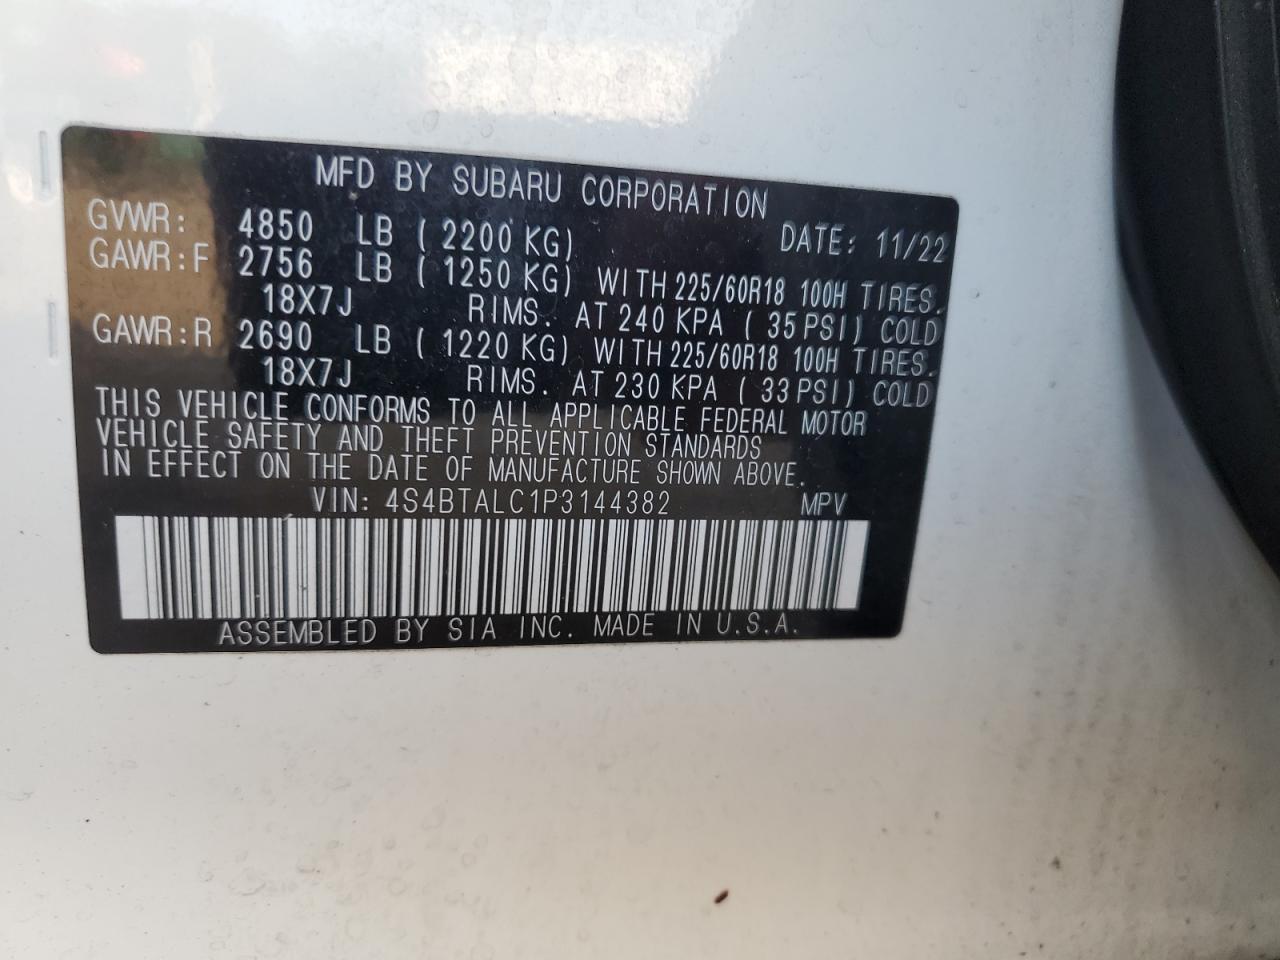 MFD BY SUBARU CORPORATION
GVWR: 4850 LB ( 2200 KG) DATE: 11/22
GAWR:F 2756 LB ( 1250 KG) WITH 225/60R18 100H TIRES.
18X7J RIMS. AT 240 KPA ( 35 PSI) COLD
GAWR:R 2690 LB ( 1220 KG) WITH 225/60R18 100H TIRES.
18X7J RIMS. AT 230 KPA ( 33 PSI) COLD
THIS VEHICLE CONFORMS TO ALL APPLICABLE FEDERAL MOTOR
VEHICLE SAFETY AND THEFT PREVENTION STANDARDS
IN EFFECT ON THE DATE OF MANUFACTURE SHOWN ABOVE.
VIN: 4S4BTALC1P3144382 MPV
ASSEMBLED BY SIA INC. MADE IN U.S.A.